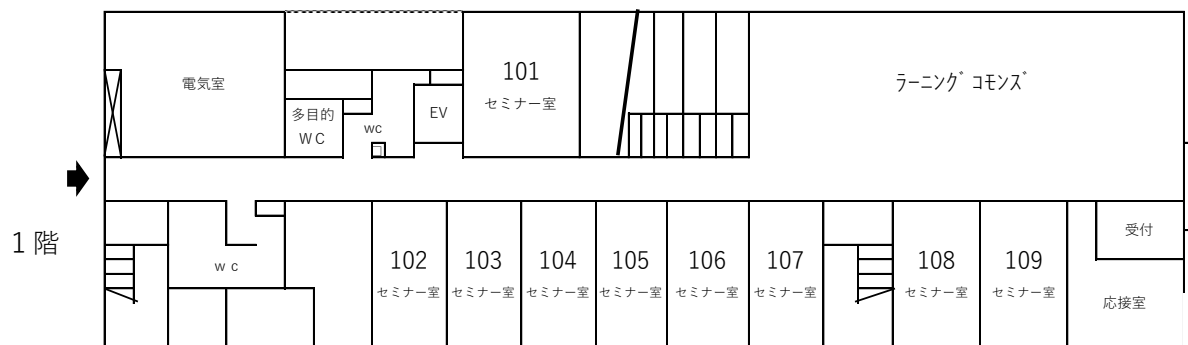 電気室
多目的
WC
wc
EV
101
セミナー室
ラーニングコモンズ
1階
wc
102
セミナー室
103
セミナー室
104
セミナー室
105
セミナー室
106
セミナー室
107
セミナー室
108
セミナー室
109
セミナー室
受付
応接室